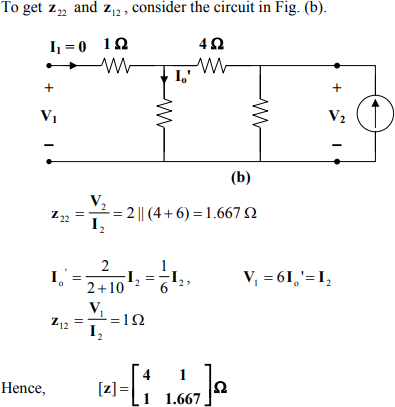 To get z₂₂ and z₁₂, consider the circuit in Fig. (b).
I₁ = 0 1 Ω 4 Ω
Iₒ'
+ +
V₁ V₂
– –
(b)
z₂₂ = V₂/I₂ = 2 || (4 + 6) = 1.667 Ω
Iₒ' = 2/(2+10) I₂ = 1/6 I₂, V₁ = 6Iₒ' = I₂
z₁₂ = V₁/I₂ = 1Ω
Hence, [z] = [4 1; 1 1.667] Ω